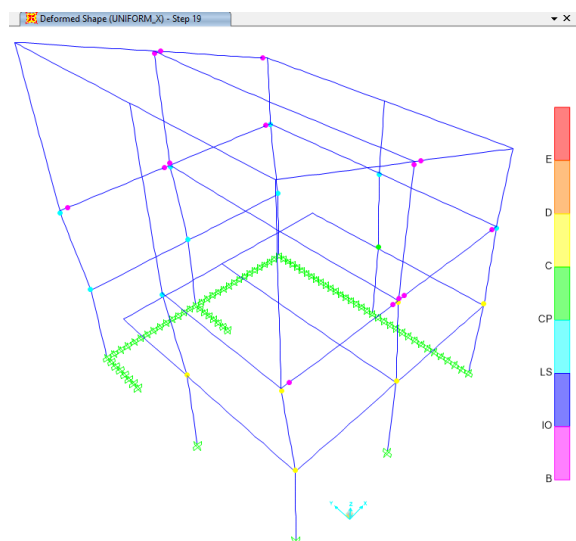 Deformed Shape (UNIFORM_X) - Step 19
E
D
C
CP
LS
IO
B
Y Z X